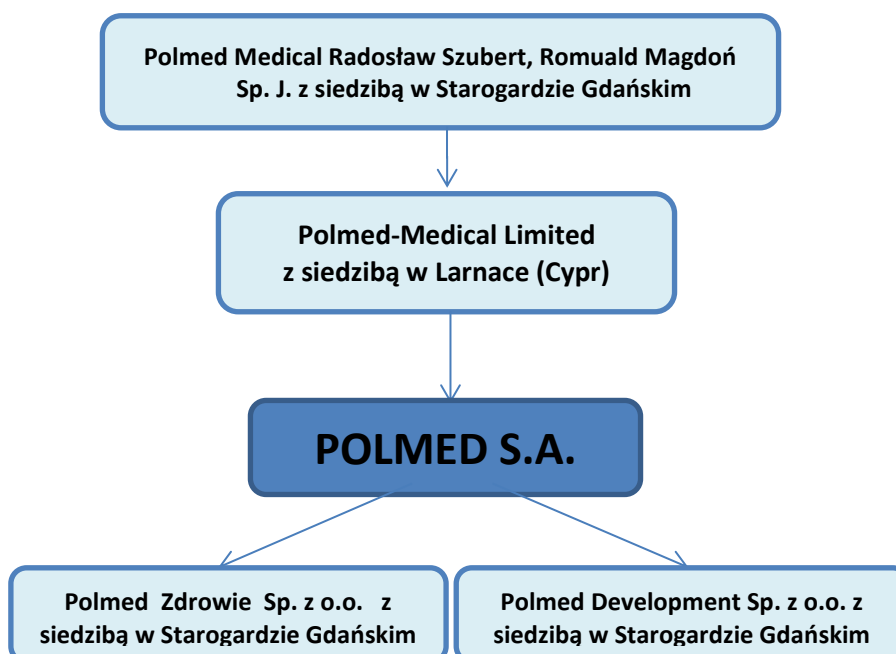 Polmed Medical Radosław Szubert, Romuald Magdoń
Sp. J. z siedzibą w Starogardzie Gdańskim
Polmed-Medical Limited
z siedzibą w Larnace (Cypr)
POLMED S.A.
Polmed Zdrowie Sp. z o.o. z
siedzibą w Starogardzie Gdańskim
Polmed Development Sp. z o.o. z
siedzibą w Starogardzie Gdańskim